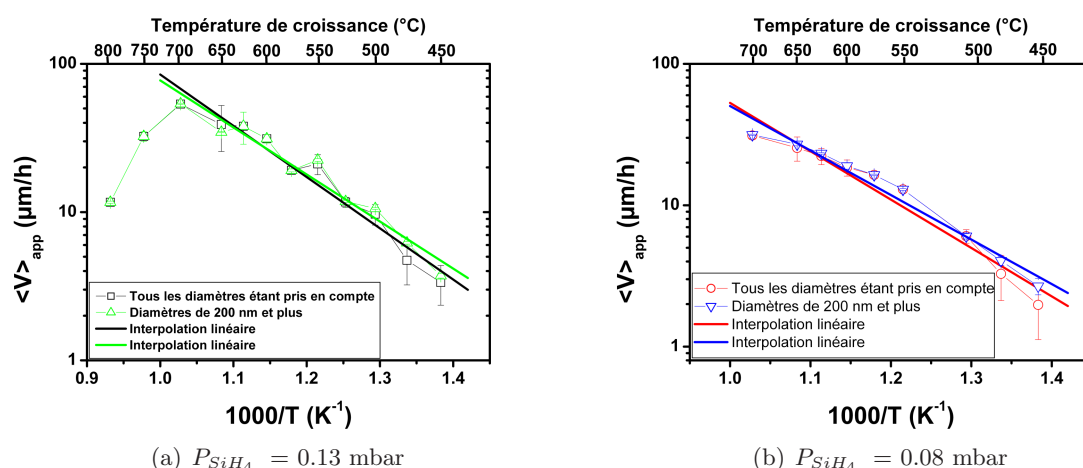 Température de croissance (°C)
800 750 700 650 600 550 500 450
100
10
1
<V>app (µm/h)
Tous les diamètres étant pris en compte
Diamètres de 200 nm et plus
Interpolation linéaire
Interpolation linéaire
0.9 1.0 1.1 1.2 1.3 1.4
1000/T (K-1)
(a) PSiH4 = 0.13 mbar
Température de croissance (°C)
700 650 600 550 500 450
100
10
1
<V>app (µm/h)
Tous les diamètres étant pris en compte
Diamètres de 200 nm et plus
Interpolation linéaire
Interpolation linéaire
1.0 1.1 1.2 1.3 1.4
1000/T (K-1)
(b) PSiH4 = 0.08 mbar